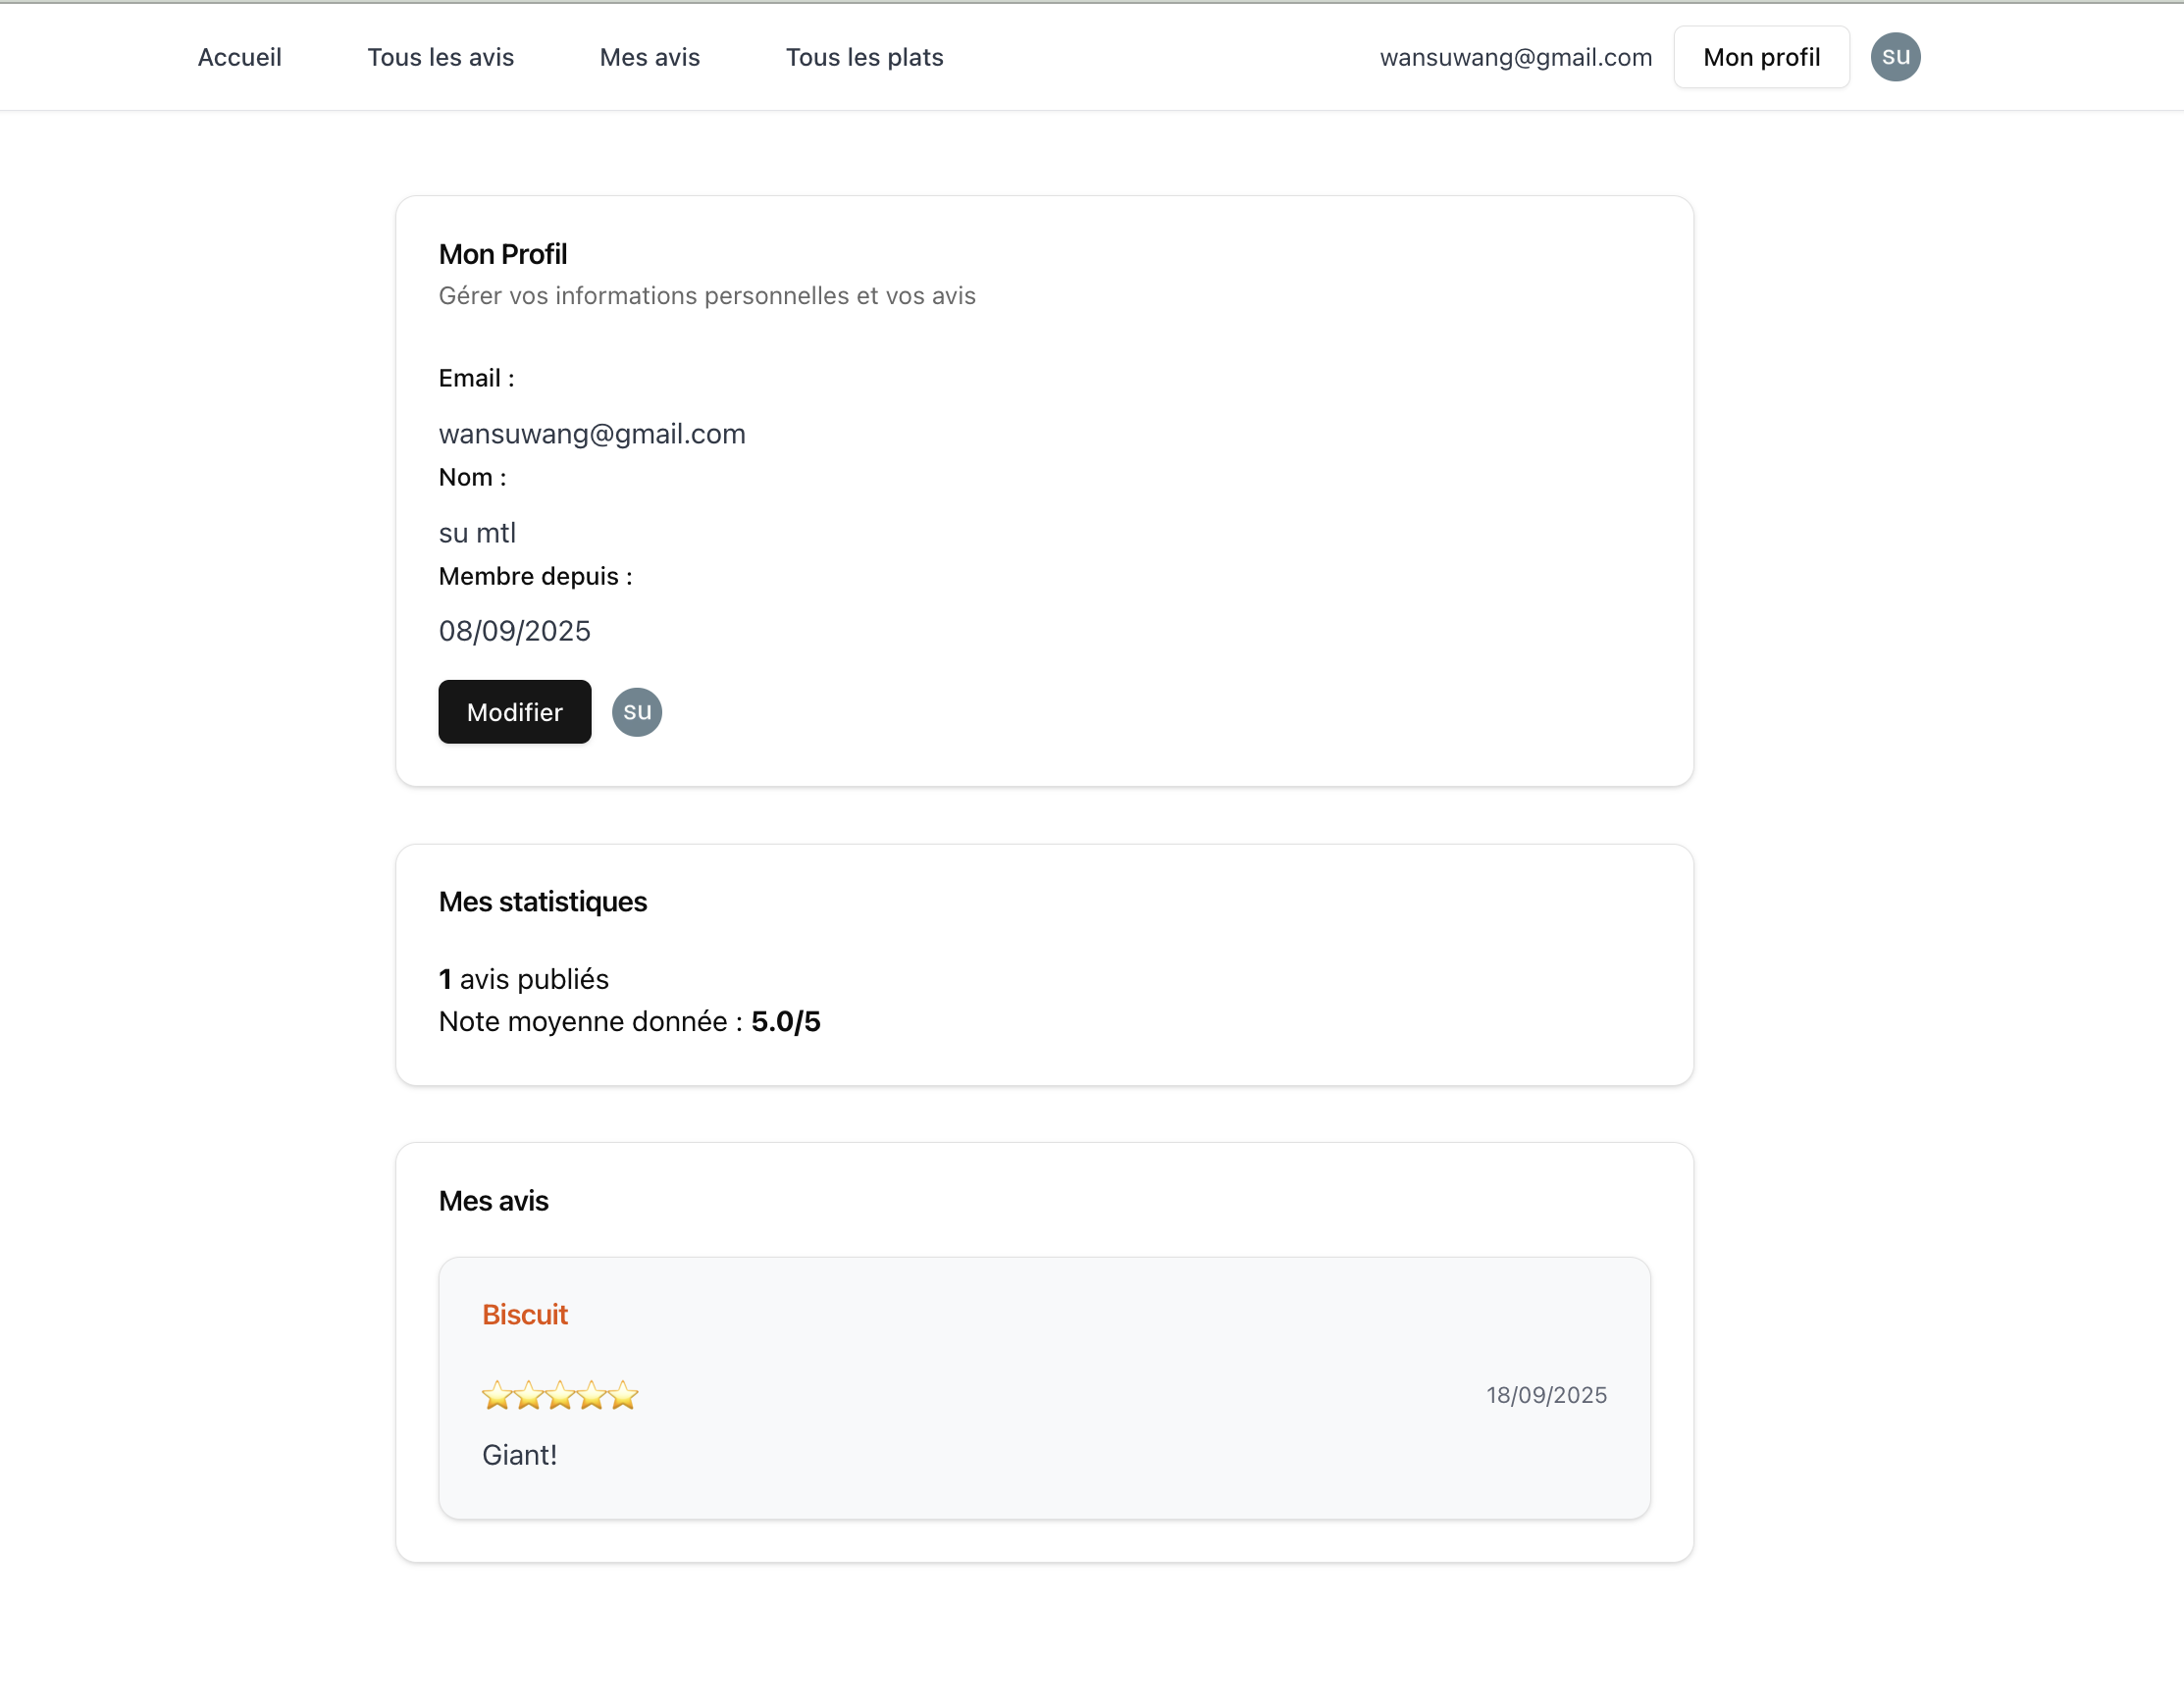 Accueil Tous les avis Mes avis Tous les plats wansuwang@gmail.com Mon profil su
Mon Profil
Gérer vos informations personnelles et vos avis
Email :
wansuwang@gmail.com
Nom :
su mtl
Membre depuis :
08/09/2025
Modifier su
Mes statistiques
1 avis publiés
Note moyenne donnée : 5.0/5
Mes avis
Biscuit
⭐⭐⭐⭐⭐ 18/09/2025
Giant!